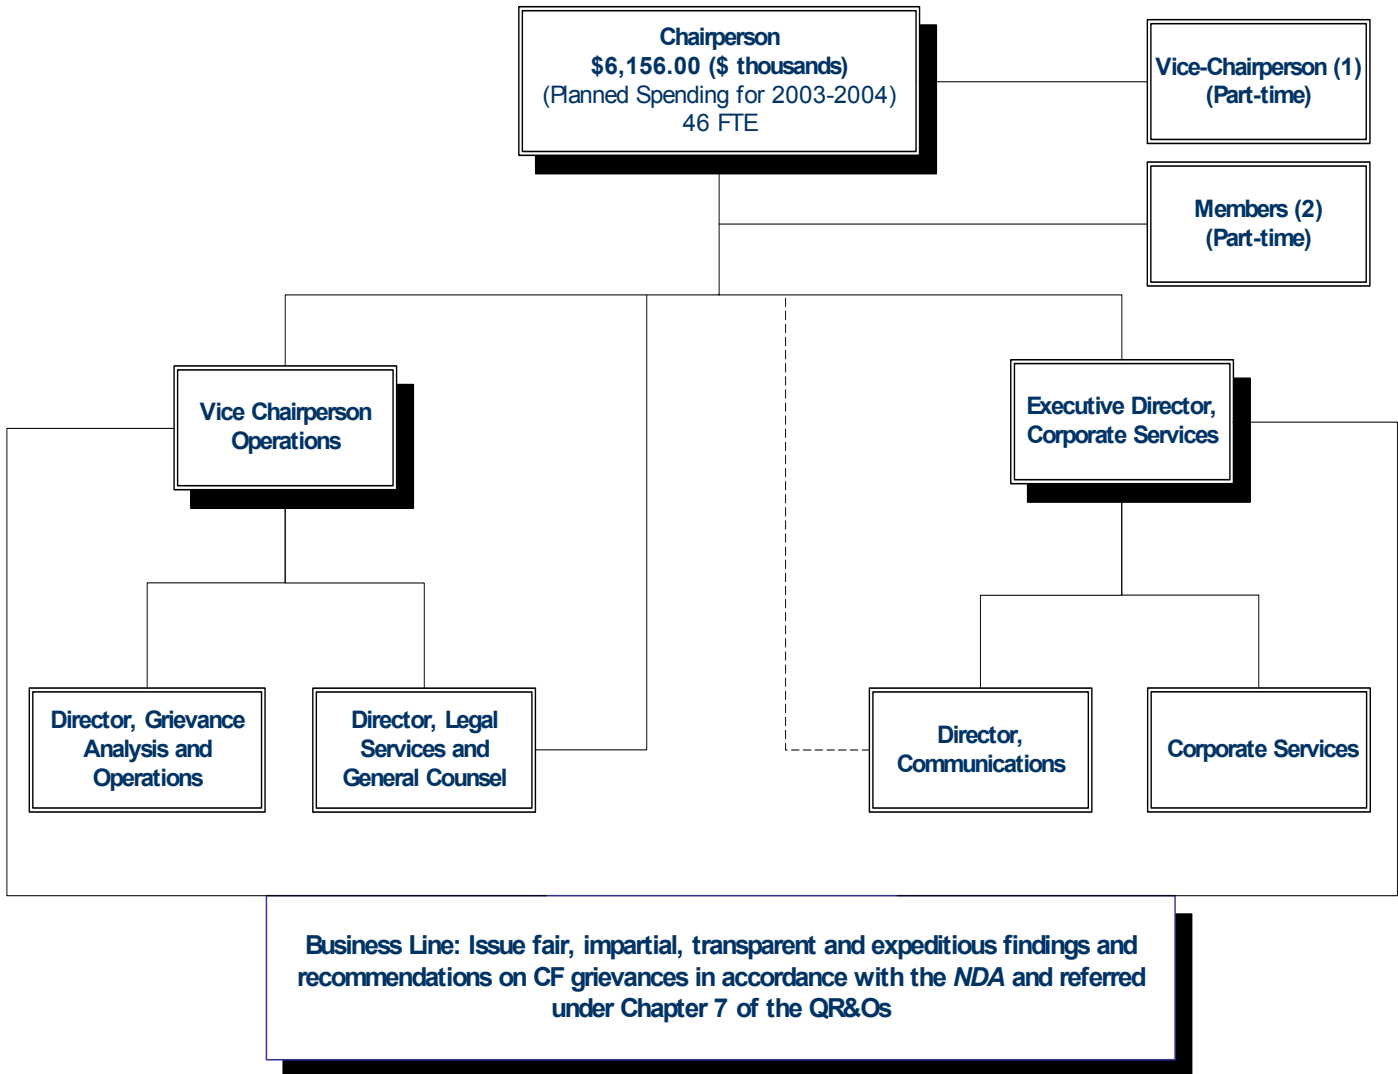 Chairperson
$6,156.00 ($ thousands)
(Planned Spending for 2003-2004)
46 FTE
Vice-Chairperson (1)
(Part-time)
Members (2)
(Part-time)
Vice Chairperson
Operations
Executive Director,
Corporate Services
Director, Grievance
Analysis and
Operations
Director, Legal
Services and
General Counsel
Director,
Communications
Corporate Services
Business Line: Issue fair, impartial, transparent and expeditious findings and
recommendations on CF grievances in accordance with the NDA and referred
under Chapter 7 of the QR&Os